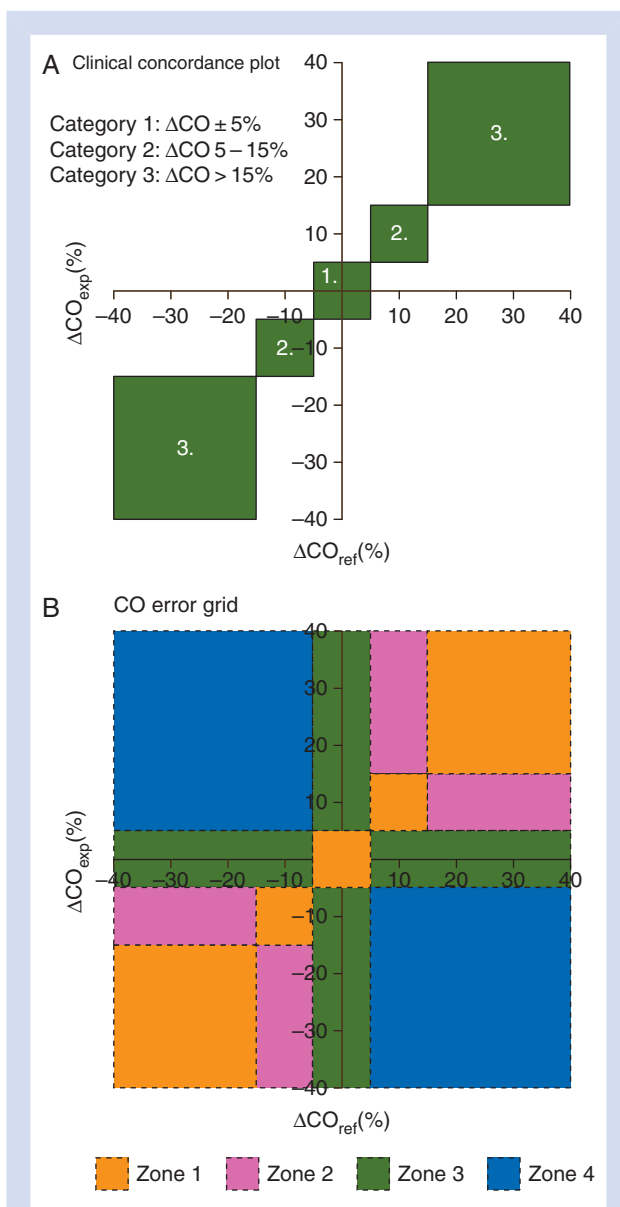 A Clinical concordance plot
Category 1: ΔCO ± 5%
Category 2: ΔCO 5 – 15%
Category 3: ΔCO > 15%
40
30
20
10
–10
–20
–30
–40
–40 –30 –20 –10 10 20 30 40
3.
2.
1.
2.
3.
ΔCOexp(%)
ΔCOref(%)
B CO error grid
40
30
20
10
–10
–20
–30
–40
–40 –30 –20 –10 10 20 30 40
ΔCOexp(%)
ΔCOref(%)
Zone 1 Zone 2 Zone 3 Zone 4